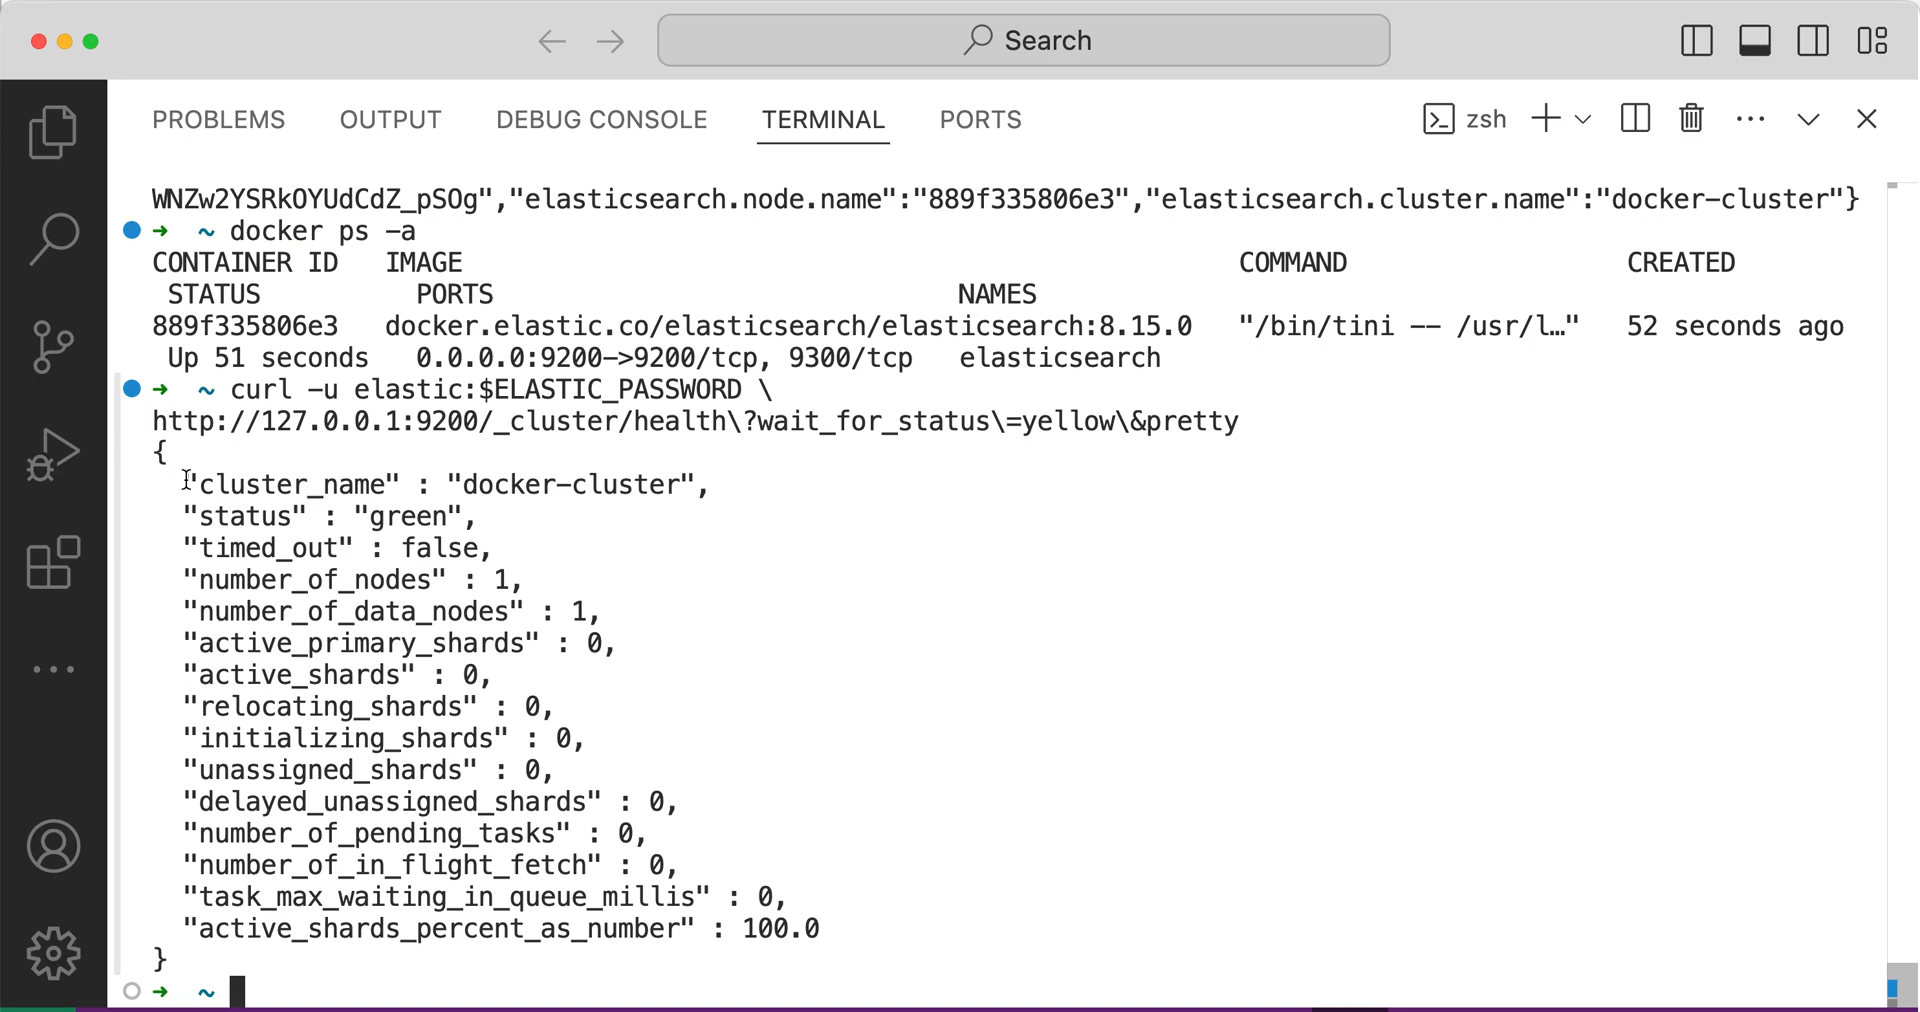 Search
PROBLEMS OUTPUT DEBUG CONSOLE TERMINAL PORTS zsh
WNZw2YSRkOYUdCdZ_pSOg","elasticsearch.node.name":"889f335806e3","elasticsearch.cluster.name":"docker-cluster"}
➜ ~ docker ps -a
CONTAINER ID IMAGE COMMAND CREATED
STATUS PORTS NAMES
889f335806e3 docker.elastic.co/elasticsearch/elasticsearch:8.15.0 "/bin/tini -- /usr/l…" 52 seconds ago
Up 51 seconds 0.0.0.0:9200->9200/tcp, 9300/tcp elasticsearch
➜ ~ curl -u elastic:$ELASTIC_PASSWORD \
http://127.0.0.1:9200/_cluster/health\?wait_for_status\=yellow\&pretty
{
"cluster_name" : "docker-cluster",
"status" : "green",
"timed_out" : false,
"number_of_nodes" : 1,
"number_of_data_nodes" : 1,
"active_primary_shards" : 0,
"active_shards" : 0,
"relocating_shards" : 0,
"initializing_shards" : 0,
"unassigned_shards" : 0,
"delayed_unassigned_shards" : 0,
"number_of_pending_tasks" : 0,
"number_of_in_flight_fetch" : 0,
"task_max_waiting_in_queue_millis" : 0,
"active_shards_percent_as_number" : 100.0
}
➜ ~